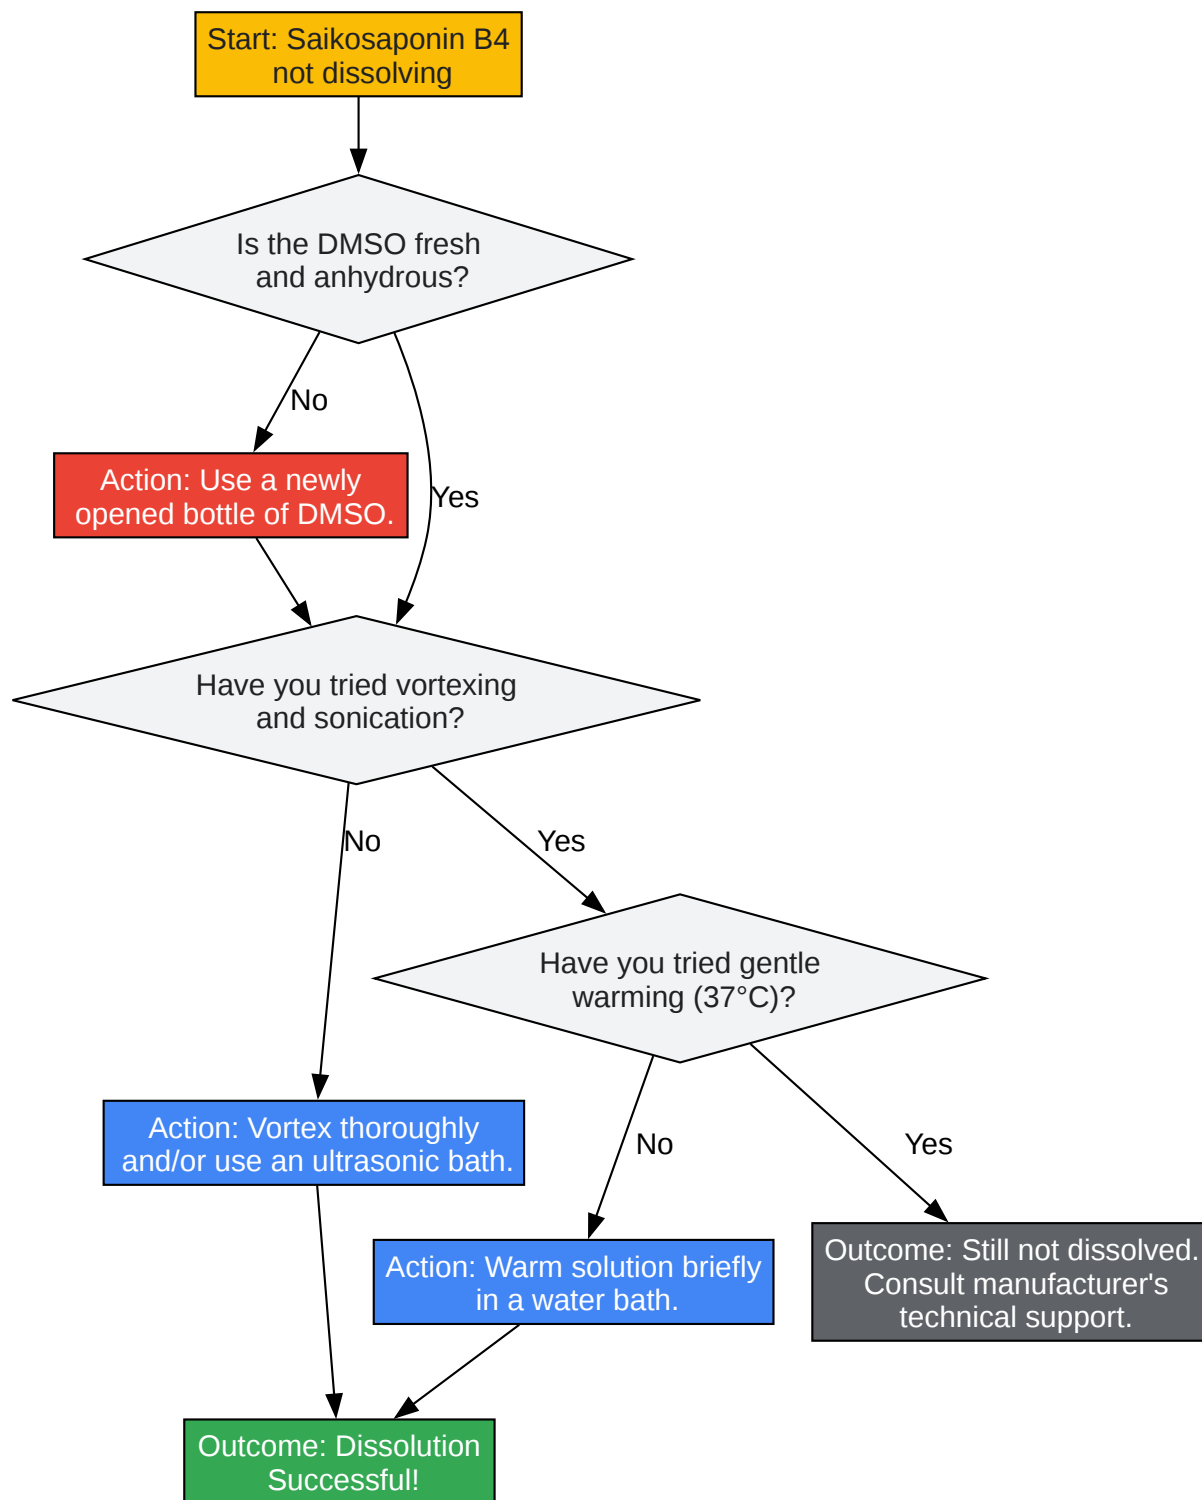 Start: Saikosaponin B4
not dissolving
Is the DMSO fresh
and anhydrous?
No
Action: Use a newly
opened bottle of DMSO.
Yes
Have you tried vortexing
and sonication?
No
Yes
Have you tried gentle
warming (37°C)?
Action: Vortex thoroughly
and/or use an ultrasonic bath.
No
Yes
Action: Warm solution briefly
in a water bath.
Outcome: Still not dissolved.
Consult manufacturer's
technical support.
Outcome: Dissolution
Successful!